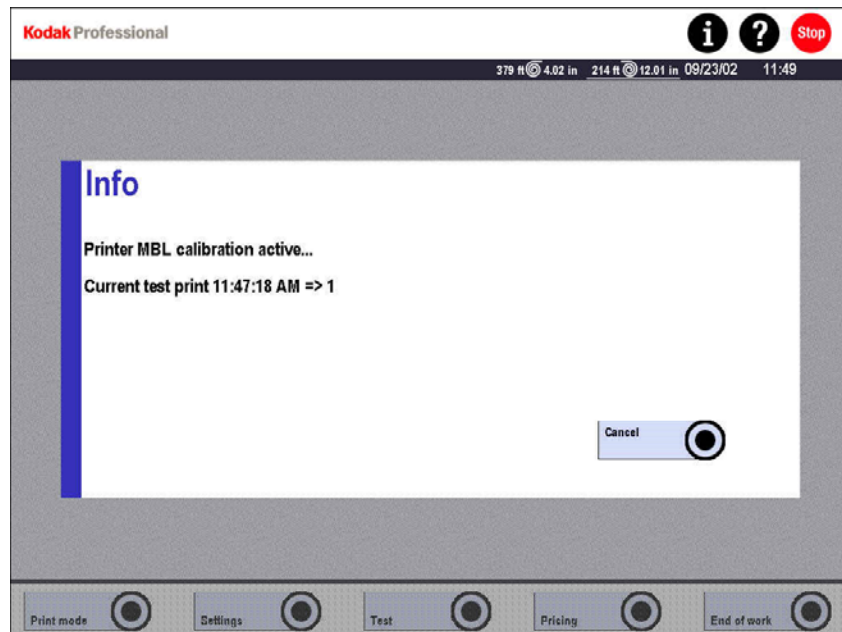 Kodak Professional
i ? Stop
379 ft 4.02 in 214 ft 12.01 in 09/23/02 11:49
Info
Printer MBL calibration active...
Current test print 11:47:18 AM => 1
Cancel
Print mode Settings Test Pricing End of work